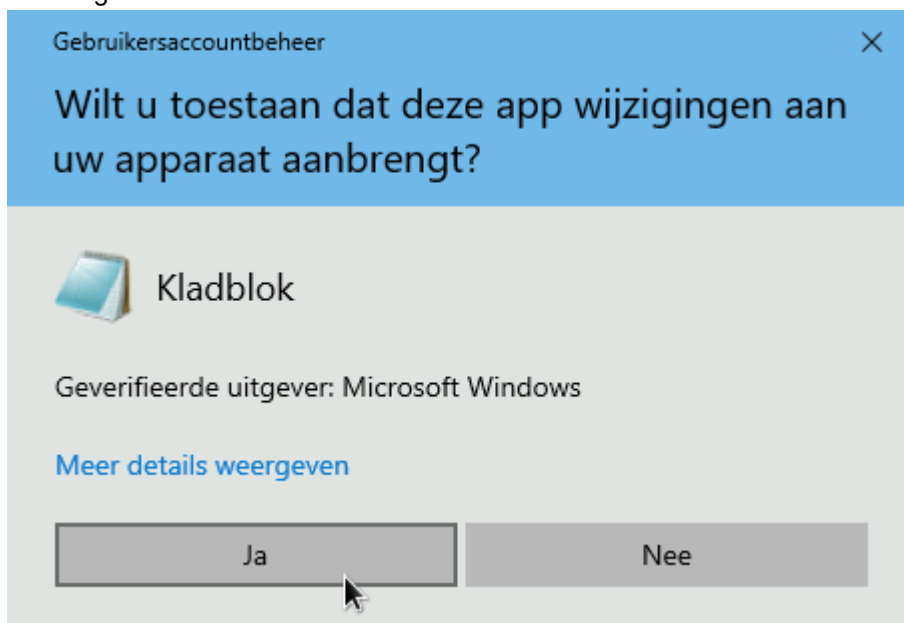 Gebruikersaccountbeheer
Wilt u toestaan dat deze app wijzigingen aan
uw apparaat aanbrengt?
Kladblok
Geverifieerde uitgever: Microsoft Windows
Meer details weergeven
Ja Nee